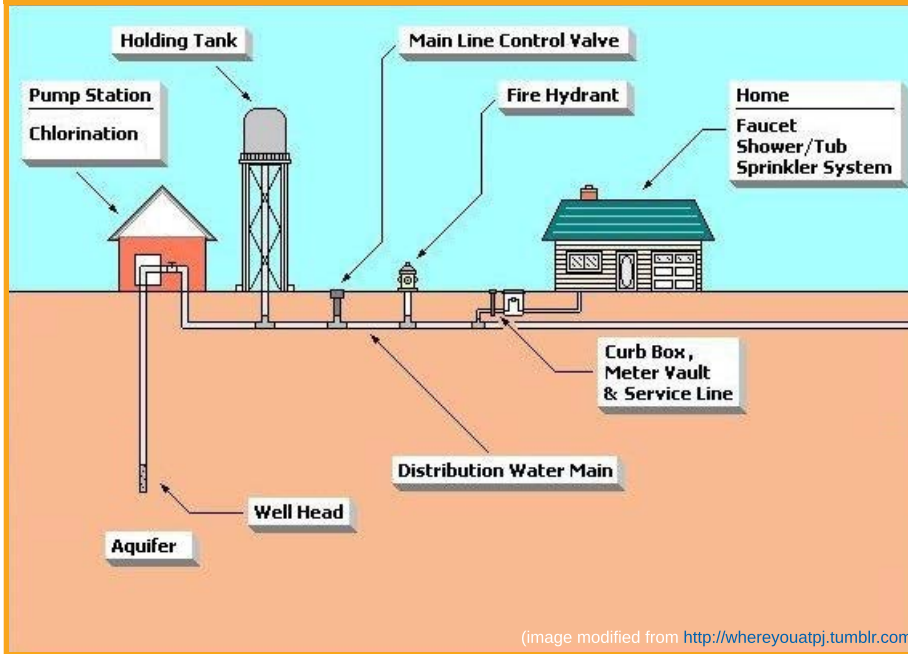 Holding Tank
Main Line Control Valve
Pump Station
Chlorination
Fire Hydrant
Home
Faucet
Shower/Tub
Sprinkler System
Curb Box,
Meter Vault
& Service Line
Distribution Water Main
Well Head
Aquifer
(image modified from http://whereyouatpj.tumblr.com